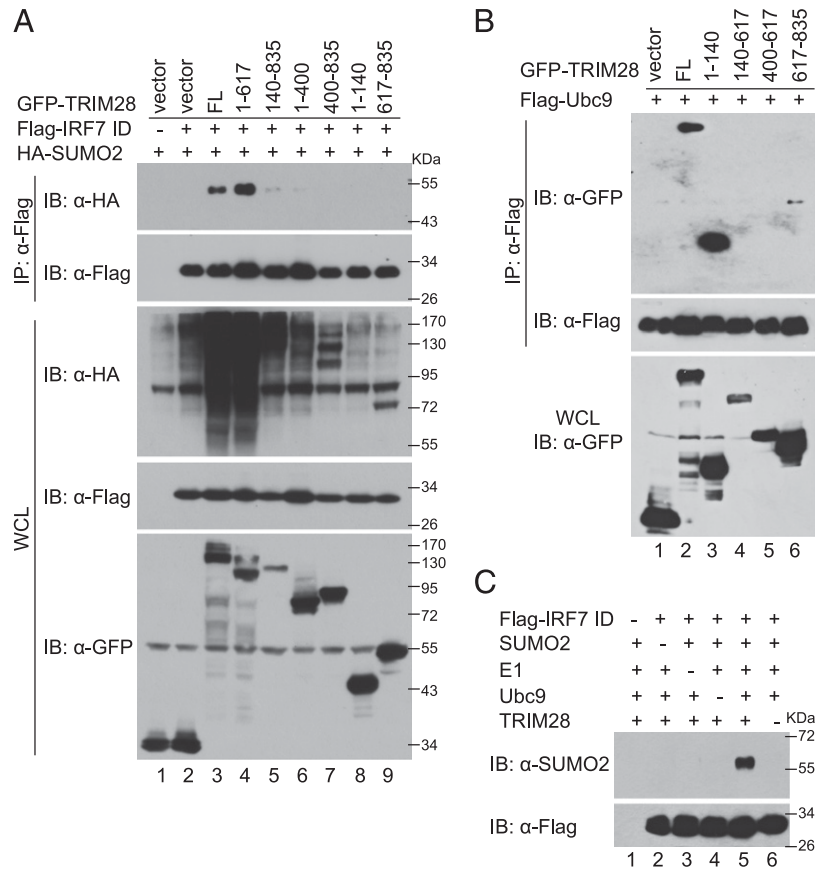 A
GFP-TRIM28 vector vector FL 1-617 140-835 1-400 400-835 1-140 617-835
Flag-IRF7 ID - + + + + + + + +
HA-SUMO2 + + + + + + + + +
KDa
IP: α-Flag
IB: α-HA
55
43
IB: α-Flag
34
26
WCL
IB: α-HA
170
130
95
72
55
IB: α-Flag
34
26
IB: α-GFP
170
130
95
72
55
43
34
1 2 3 4 5 6 7 8 9
B
GFP-TRIM28 vector FL 1-140 140-617 400-617 617-835
Flag-Ubc9 + + + + + +
IP: α-Flag
IB: α-GFP
IB: α-Flag
WCL
IB: α-GFP
1 2 3 4 5 6
C
Flag-IRF7 ID - + + + + +
SUMO2 + - + + + +
E1 + + - + + +
Ubc9 + + + - + +
TRIM28 + + + + + -
KDa
IB: α-SUMO2
72
55
IB: α-Flag
34
26
1 2 3 4 5 6